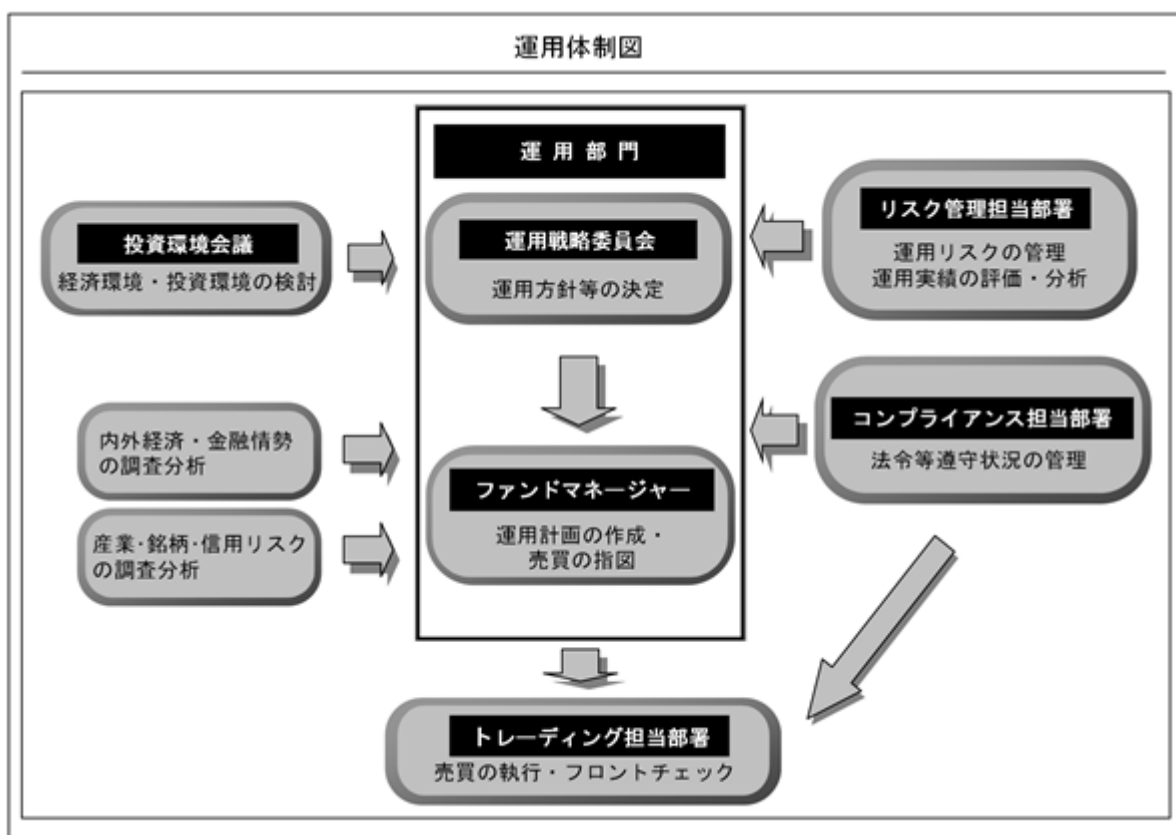 運用体制図
運用部門
投資環境会議
経済環境・投資環境の検討
運用戦略委員会
運用方針等の決定
リスク管理担当部署
運用リスクの管理
運用実績の評価・分析
内外経済・金融情勢
の調査分析
産業・銘柄・信用リスク
の調査分析
ファンドマネージャー
運用計画の作成・
売買の指図
コンプライアンス担当部署
法令等遵守状況の管理
トレーディング担当部署
売買の執行・フロントチェック